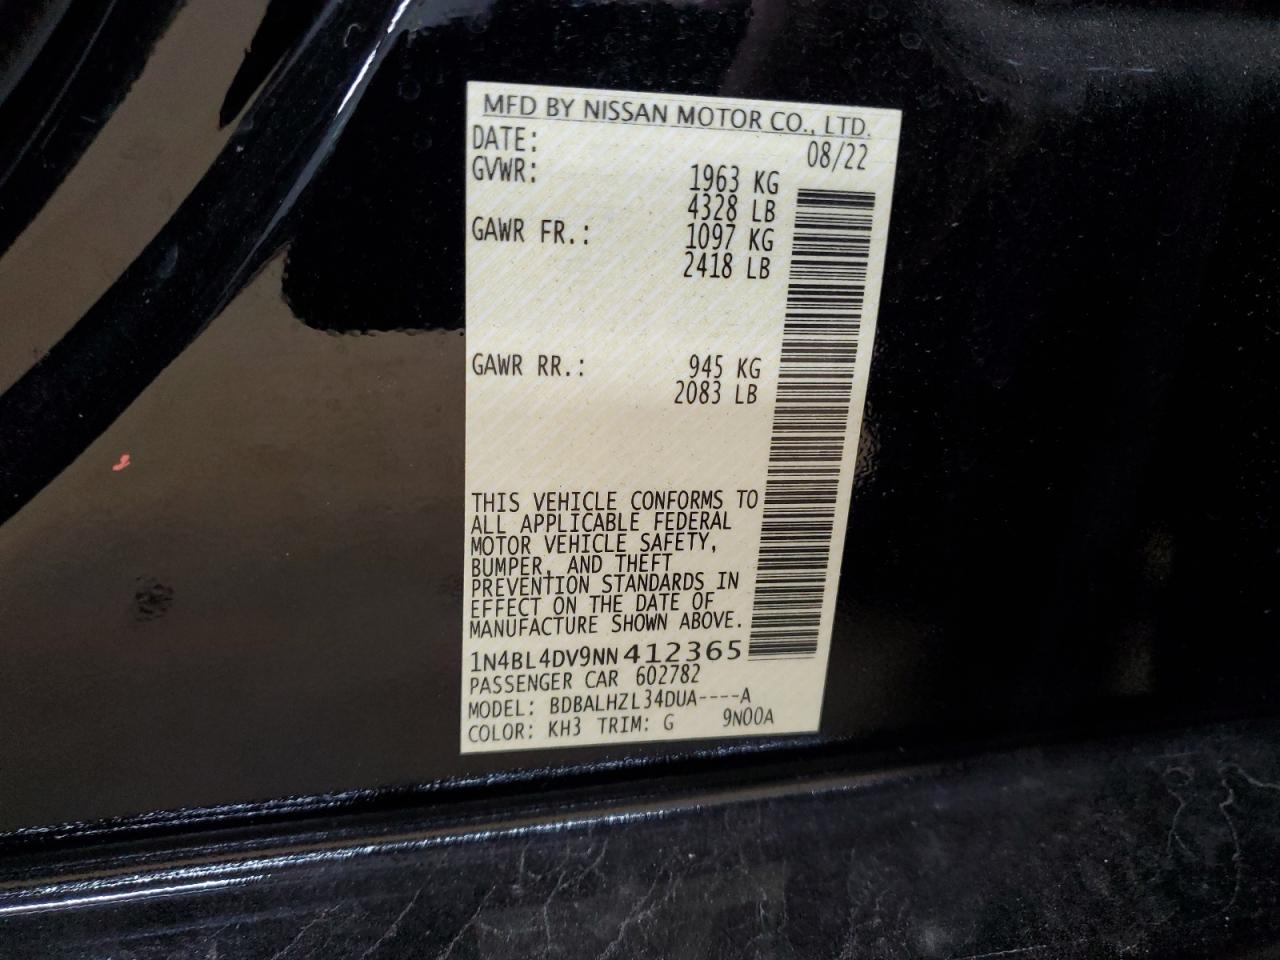 MFD BY NISSAN MOTOR CO., LTD.
DATE: 08/22
GVWR: 1963 KG
4328 LB
GAWR FR.: 1097 KG
2418 LB
GAWR RR.: 945 KG
2083 LB
THIS VEHICLE CONFORMS TO
ALL APPLICABLE FEDERAL
MOTOR VEHICLE SAFETY,
BUMPER, AND THEFT
PREVENTION STANDARDS IN
EFFECT ON THE DATE OF
MANUFACTURE SHOWN ABOVE.
1N4BL4DV9NN412365
PASSENGER CAR 602782
MODEL: BDBALHZL34DUA----A
COLOR: KH3 TRIM: G 9N00A